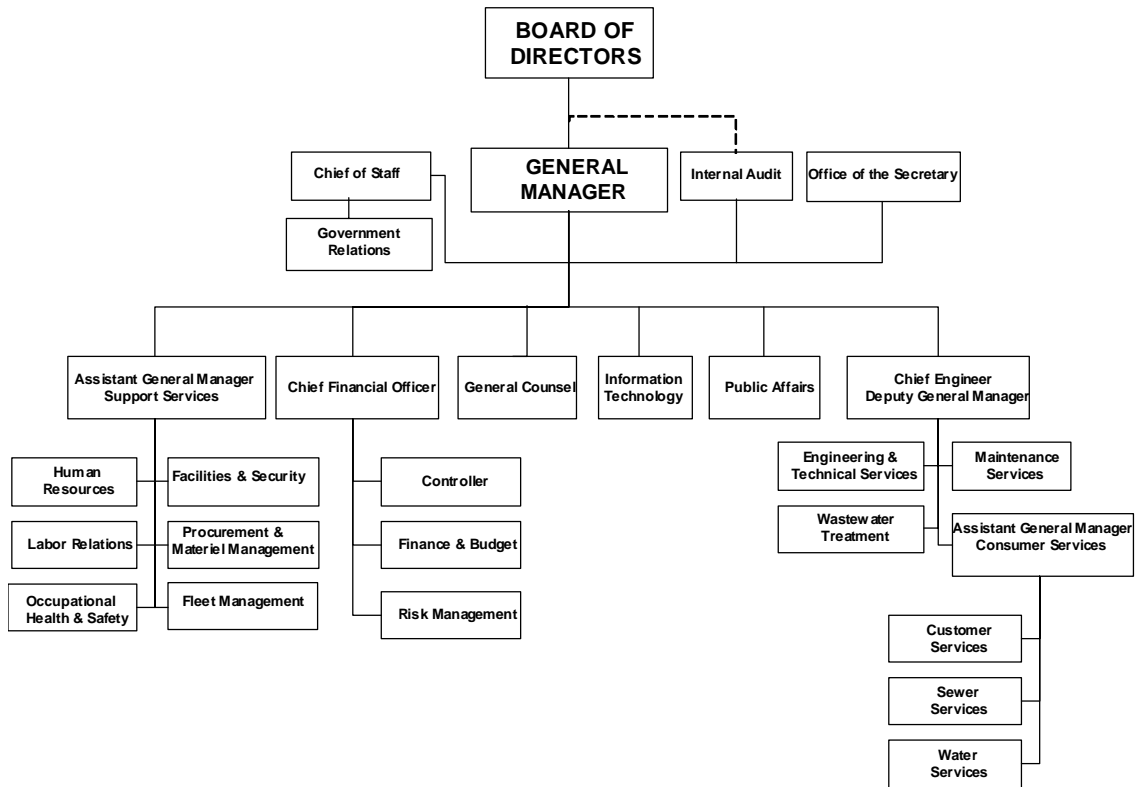 BOARD OF
DIRECTORS
GENERAL
MANAGER
Chief of Staff
Internal Audit
Office of the Secretary
Government
Relations
Assistant General Manager
Support Services
Chief Financial Officer
General Counsel
Information
Technology
Public Affairs
Chief Engineer
Deputy General Manager
Human
Resources
Facilities & Security
Labor Relations
Procurement &
Materiel Management
Occupational
Health & Safety
Fleet Management
Controller
Finance & Budget
Risk Management
Engineering &
Technical Services
Maintenance
Services
Wastewater
Treatment
Assistant General Manager
Consumer Services
Customer
Services
Sewer
Services
Water
Services